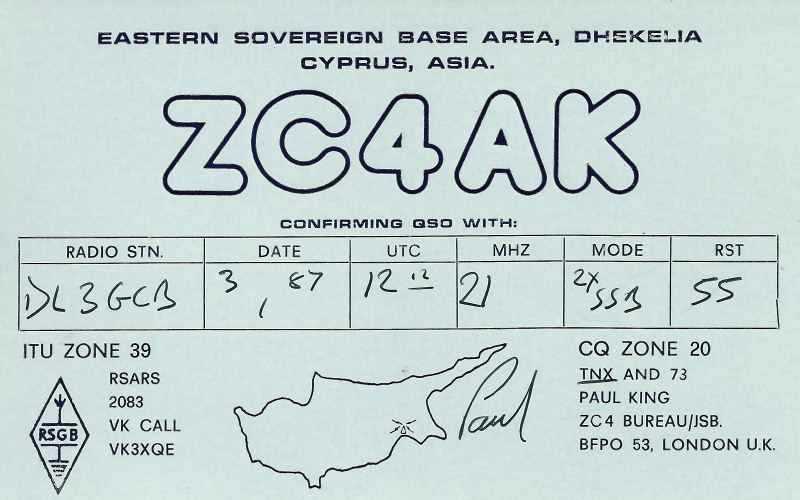 EASTERN SOVEREIGN BASE AREA, DHEKELIA
CYPRUS, ASIA.
ZC4AK
CONFIRMING QSO WITH:
RADIO STN. DATE UTC MHZ MODE RST
DL3GCB 3 1 87 12 12 21 2X SSB 55
ITU ZONE 39
RSARS
2083
VK CALL
VK3XQE
RSGB
Paul
CQ ZONE 20
TNX AND 73
PAUL KING
ZC4 BUREAU/JSB.
BFPO 53, LONDON U.K.